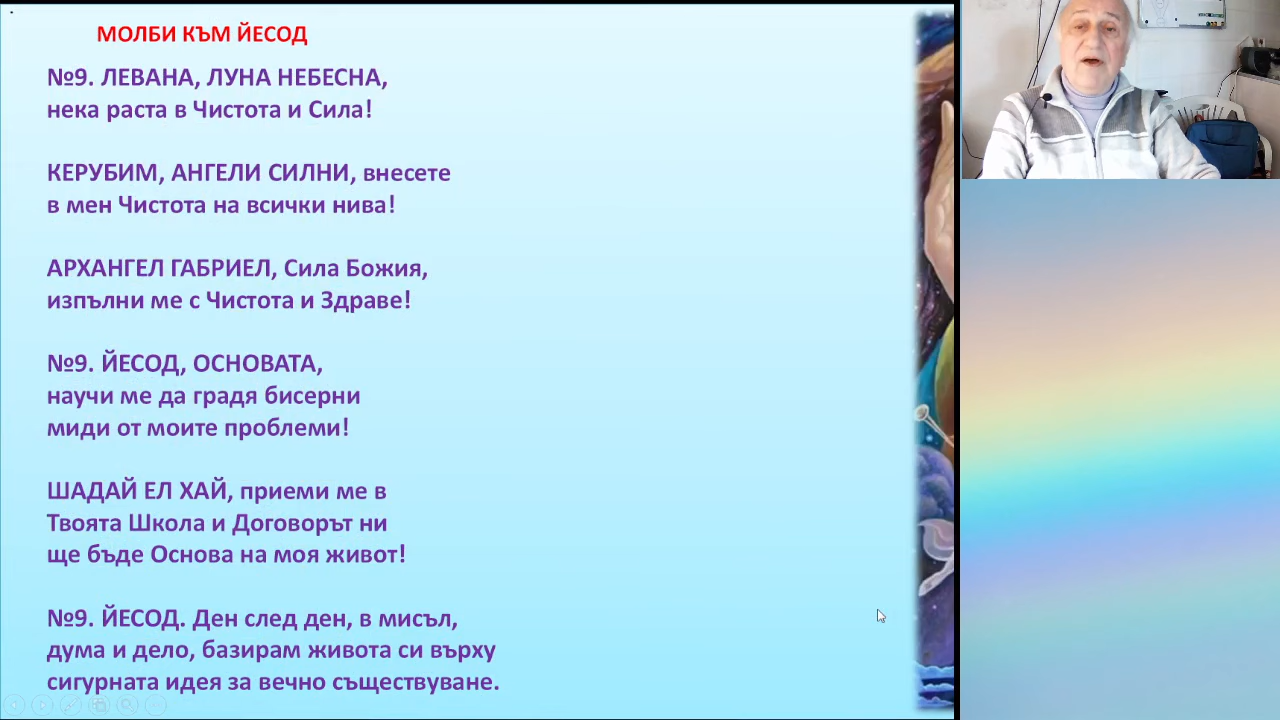 МОЛБИ КЪМ ЙЕСОД
№9. ЛЕВАНА, ЛУНА НЕБЕСНА,
нека раста в Чистота и Сила!
КЕРУБИМ, АНГЕЛИ СИЛНИ, внесете
в мен Чистота на всички нива!
АРХАНГЕЛ ГАБРИЕЛ, Сила Божия,
изпълни ме с Чистота и Здраве!
№9. ЙЕСОД, ОСНОВАТА,
научи ме да градя бисерни
миди от моите проблеми!
ШАДАЙ ЕЛ ХАЙ, приеми ме в
Твоята Школа и Договорът ни
ще бъде Основа на моя живот!
№9. ЙЕСОД. Ден след ден, в мисъл,
дума и дело, базирам живота си върху
сигурната идея за вечно съществуване.